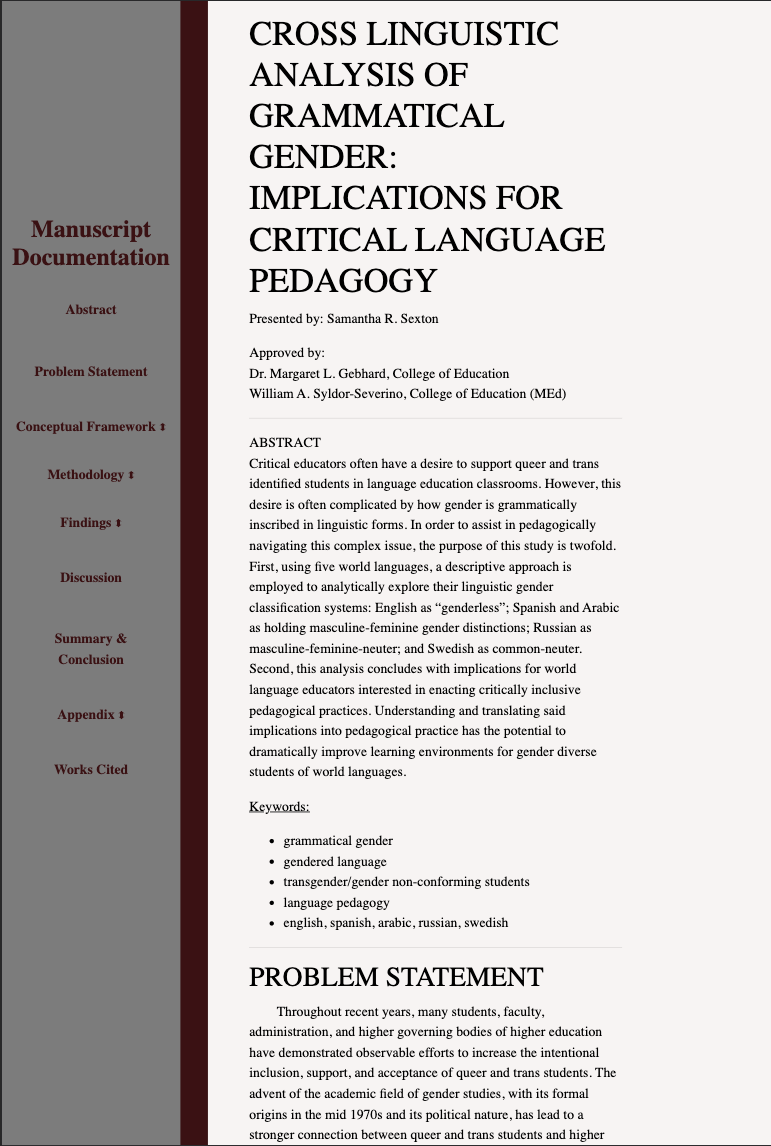 Manuscript
Documentation
Abstract
Problem Statement
Conceptual Framework ⬍
Methodology ⬍
Findings ⬍
Discussion
Summary &
Conclusion
Appendix ⬍
Works Cited
CROSS LINGUISTIC
ANALYSIS OF
GRAMMATICAL
GENDER:
IMPLICATIONS FOR
CRITICAL LANGUAGE
PEDAGOGY
Presented by: Samantha R. Sexton
Approved by:
Dr. Margaret L. Gebhard, College of Education
William A. Syldor-Severino, College of Education (MEd)
ABSTRACT
Critical educators often have a desire to support queer and trans
identified students in language education classrooms. However, this
desire is often complicated by how gender is grammatically
inscribed in linguistic forms. In order to assist in pedagogically
navigating this complex issue, the purpose of this study is twofold.
First, using five world languages, a descriptive approach is
employed to analytically explore their linguistic gender
classification systems: English as “genderless”; Spanish and Arabic
as holding masculine-feminine gender distinctions; Russian as
masculine-feminine-neuter; and Swedish as common-neuter.
Second, this analysis concludes with implications for world
language educators interested in enacting critically inclusive
pedagogical practices. Understanding and translating said
implications into pedagogical practice has the potential to
dramatically improve learning environments for gender diverse
students of world languages.
Keywords:
• grammatical gender
• gendered language
• transgender/gender non-conforming students
• language pedagogy
• english, spanish, arabic, russian, swedish
PROBLEM STATEMENT
Throughout recent years, many students, faculty,
administration, and higher governing bodies of higher education
have demonstrated observable efforts to increase the intentional
inclusion, support, and acceptance of queer and trans students. The
advent of the academic field of gender studies, with its formal
origins in the mid 1970s and its political nature, has lead to a
stronger connection between queer and trans students and higher